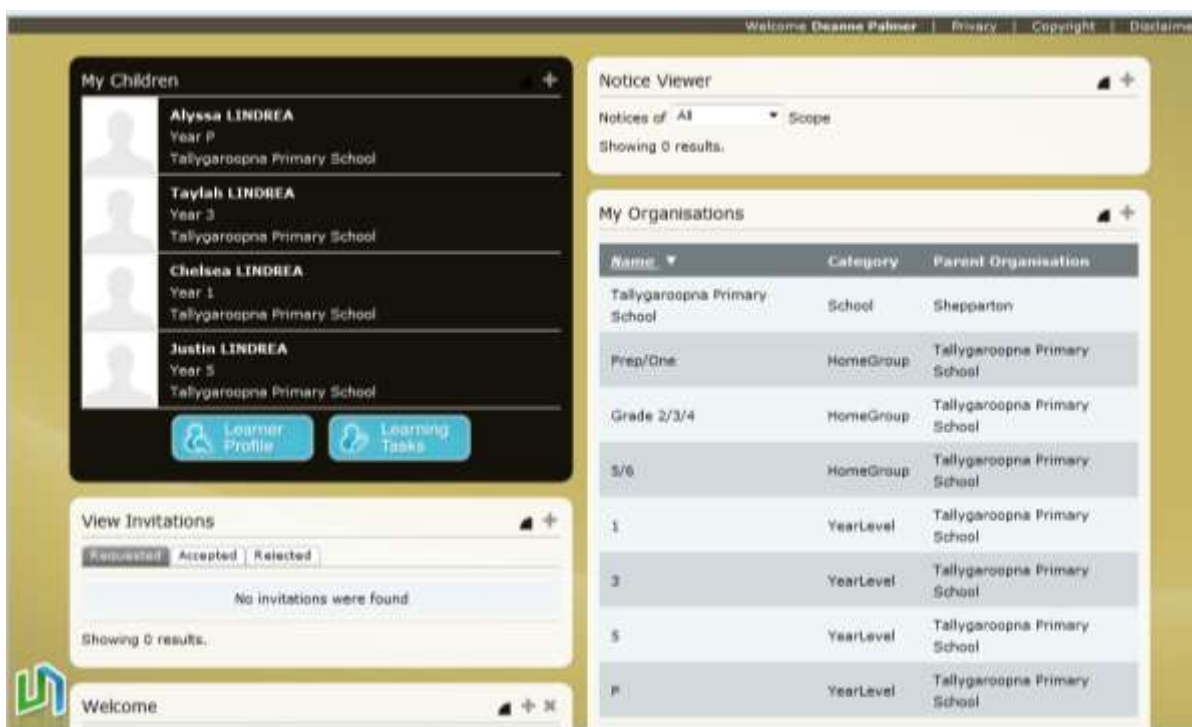 Welcome Deanne Palmer | Privacy | Copyright | Disclaime
My Children
Alyssa LINDREA
Year P
Tallygaroopna Primary School
Taylah LINDREA
Year 3
Tallygaroopna Primary School
Chelsea LINDREA
Year 1
Tallygaroopna Primary School
Justin LINDREA
Year 5
Tallygaroopna Primary School
Learner
Profile
Learning
Tasks
View Invitations
Requested Accepted Rejected
No invitations were found
Showing 0 results.
Welcome
Notice Viewer
Notices of All Scope
Showing 0 results.
My Organisations
Name Category Parent Organisation
Tallygaroopna Primary
School School Shepparton
Prep/One HomeGroup Tallygaroopna Primary
School
Grade 2/3/4 HomeGroup Tallygaroopna Primary
School
5/6 HomeGroup Tallygaroopna Primary
School
1 YearLevel Tallygaroopna Primary
School
3 YearLevel Tallygaroopna Primary
School
5 YearLevel Tallygaroopna Primary
School
P YearLevel Tallygaroopna Primary
School